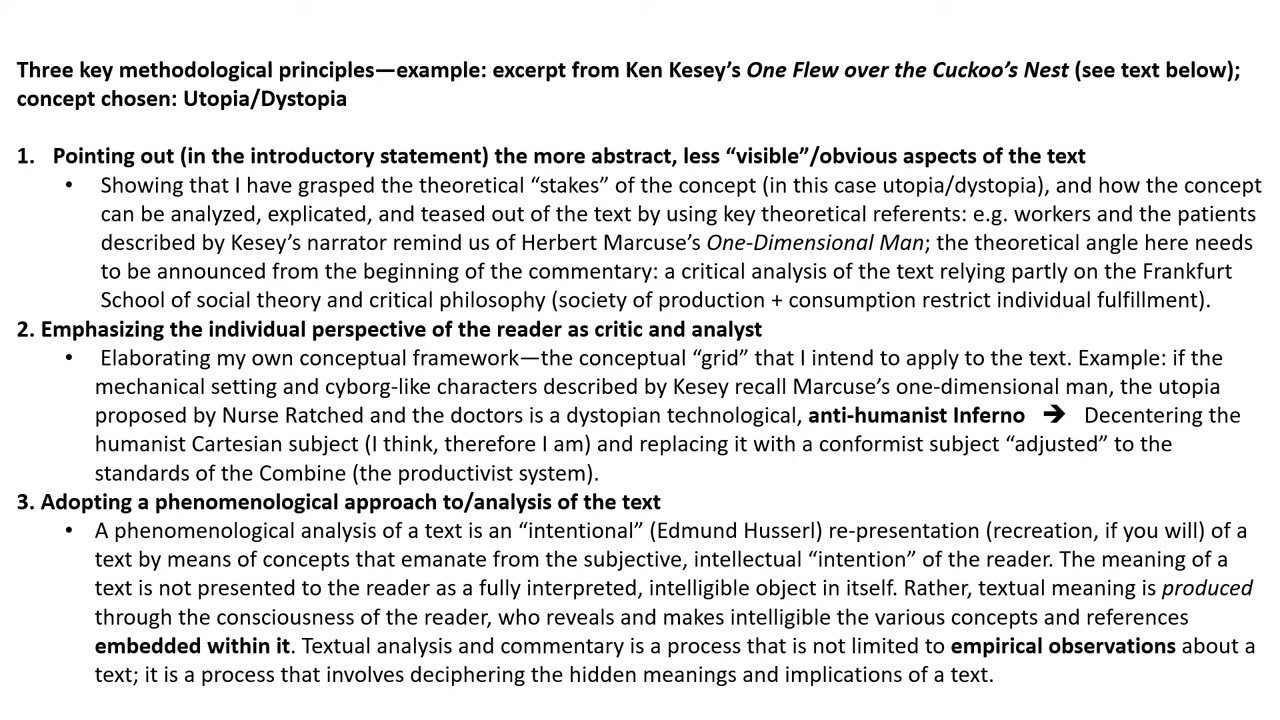 Three key methodological principles—example: excerpt from Ken Kesey’s One Flew over the Cuckoo’s Nest (see text below);
concept chosen: Utopia/Dystopia
1. Pointing out (in the introductory statement) the more abstract, less “visible”/obvious aspects of the text
• Showing that I have grasped the theoretical “stakes” of the concept (in this case utopia/dystopia), and how the concept
can be analyzed, explicated, and teased out of the text by using key theoretical referents: e.g. workers and the patients
described by Kesey’s narrator remind us of Herbert Marcuse’s One-Dimensional Man; the theoretical angle here needs
to be announced from the beginning of the commentary: a critical analysis of the text relying partly on the Frankfurt
School of social theory and critical philosophy (society of production + consumption restrict individual fulfillment).
2. Emphasizing the individual perspective of the reader as critic and analyst
• Elaborating my own conceptual framework—the conceptual “grid” that I intend to apply to the text. Example: if the
mechanical setting and cyborg-like characters described by Kesey recall Marcuse’s one-dimensional man, the utopia
proposed by Nurse Ratched and the doctors is a dystopian technological, anti-humanist Inferno ➔ Decentering the
humanist Cartesian subject (I think, therefore I am) and replacing it with a conformist subject “adjusted” to the
standards of the Combine (the productivist system).
3. Adopting a phenomenological approach to/analysis of the text
• A phenomenological analysis of a text is an “intentional” (Edmund Husserl) re-presentation (recreation, if you will) of a
text by means of concepts that emanate from the subjective, intellectual “intention” of the reader. The meaning of a
text is not presented to the reader as a fully interpreted, intelligible object in itself. Rather, textual meaning is produced
through the consciousness of the reader, who reveals and makes intelligible the various concepts and references
embedded within it. Textual analysis and commentary is a process that is not limited to empirical observations about a
text; it is a process that involves deciphering the hidden meanings and implications of a text.